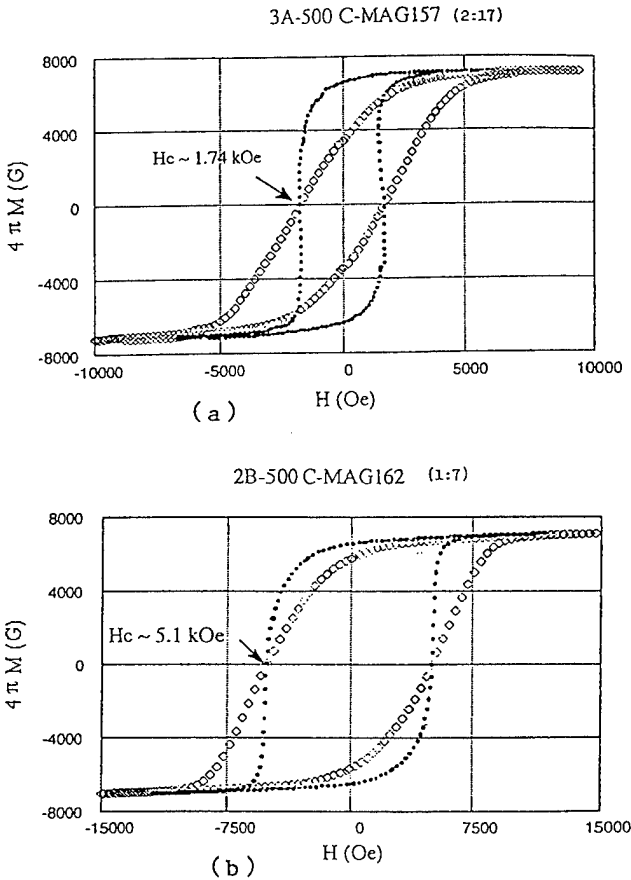 3A-500 C-MAG157 (2:17)
8000
4000
0
-4000
-8000
4 π M (G)
Hc ~ 1.74 kOe
-10000 -5000 0 5000 10000
H (Oe)
(a)
2B-500 C-MAG162 (1:7)
8000
4000
0
-4000
-8000
4 π M (G)
Hc ~ 5.1 kOe
-15000 -7500 0 7500 15000
H (Oe)
(b)